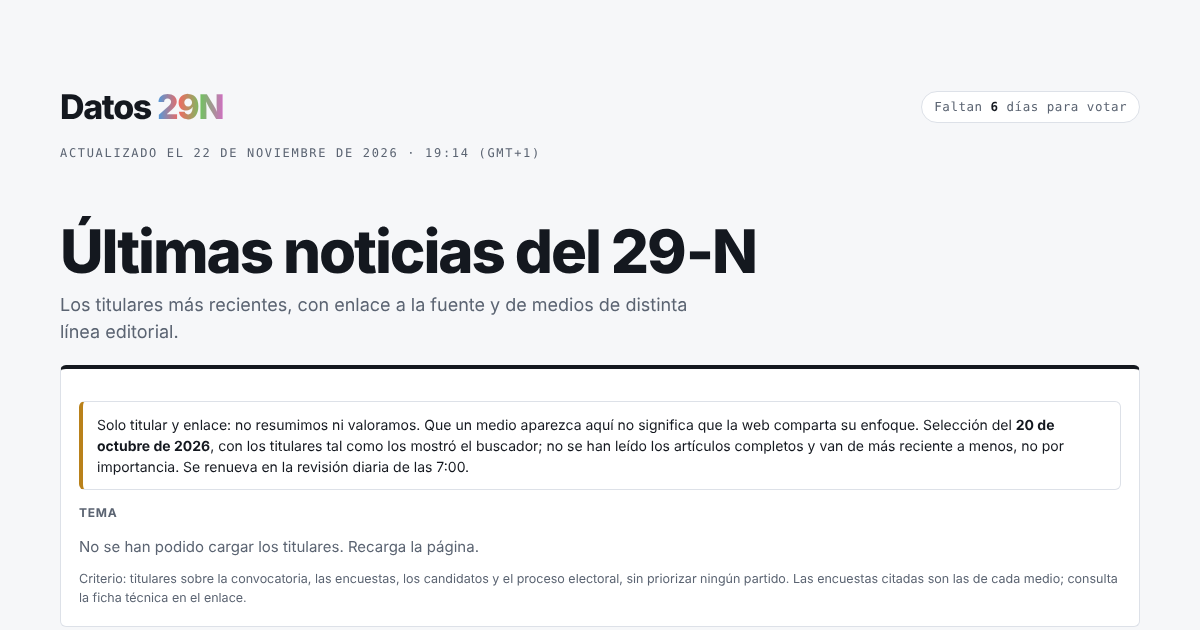 Datos 29N
Faltan 6 días para votar
ACTUALIZADO EL 22 DE NOVIEMBRE DE 2026 · 19:14 (GMT+1)
Últimas noticias del 29-N
Los titulares más recientes, con enlace a la fuente y de medios de distinta
línea editorial.
Solo titular y enlace: no resumimos ni valoramos. Que un medio aparezca aquí no significa que la web comparta su enfoque. Selección del 20 de
octubre de 2026, con los titulares tal como los mostró el buscador; no se han leído los artículos completos y van de más reciente a menos, no por
importancia. Se renueva en la revisión diaria de las 7:00.
TEMA
No se han podido cargar los titulares. Recarga la página.
Criterio: titulares sobre la convocatoria, las encuestas, los candidatos y el proceso electoral, sin priorizar ningún partido. Las encuestas citadas son las de cada medio; consulta
la ficha técnica en el enlace.